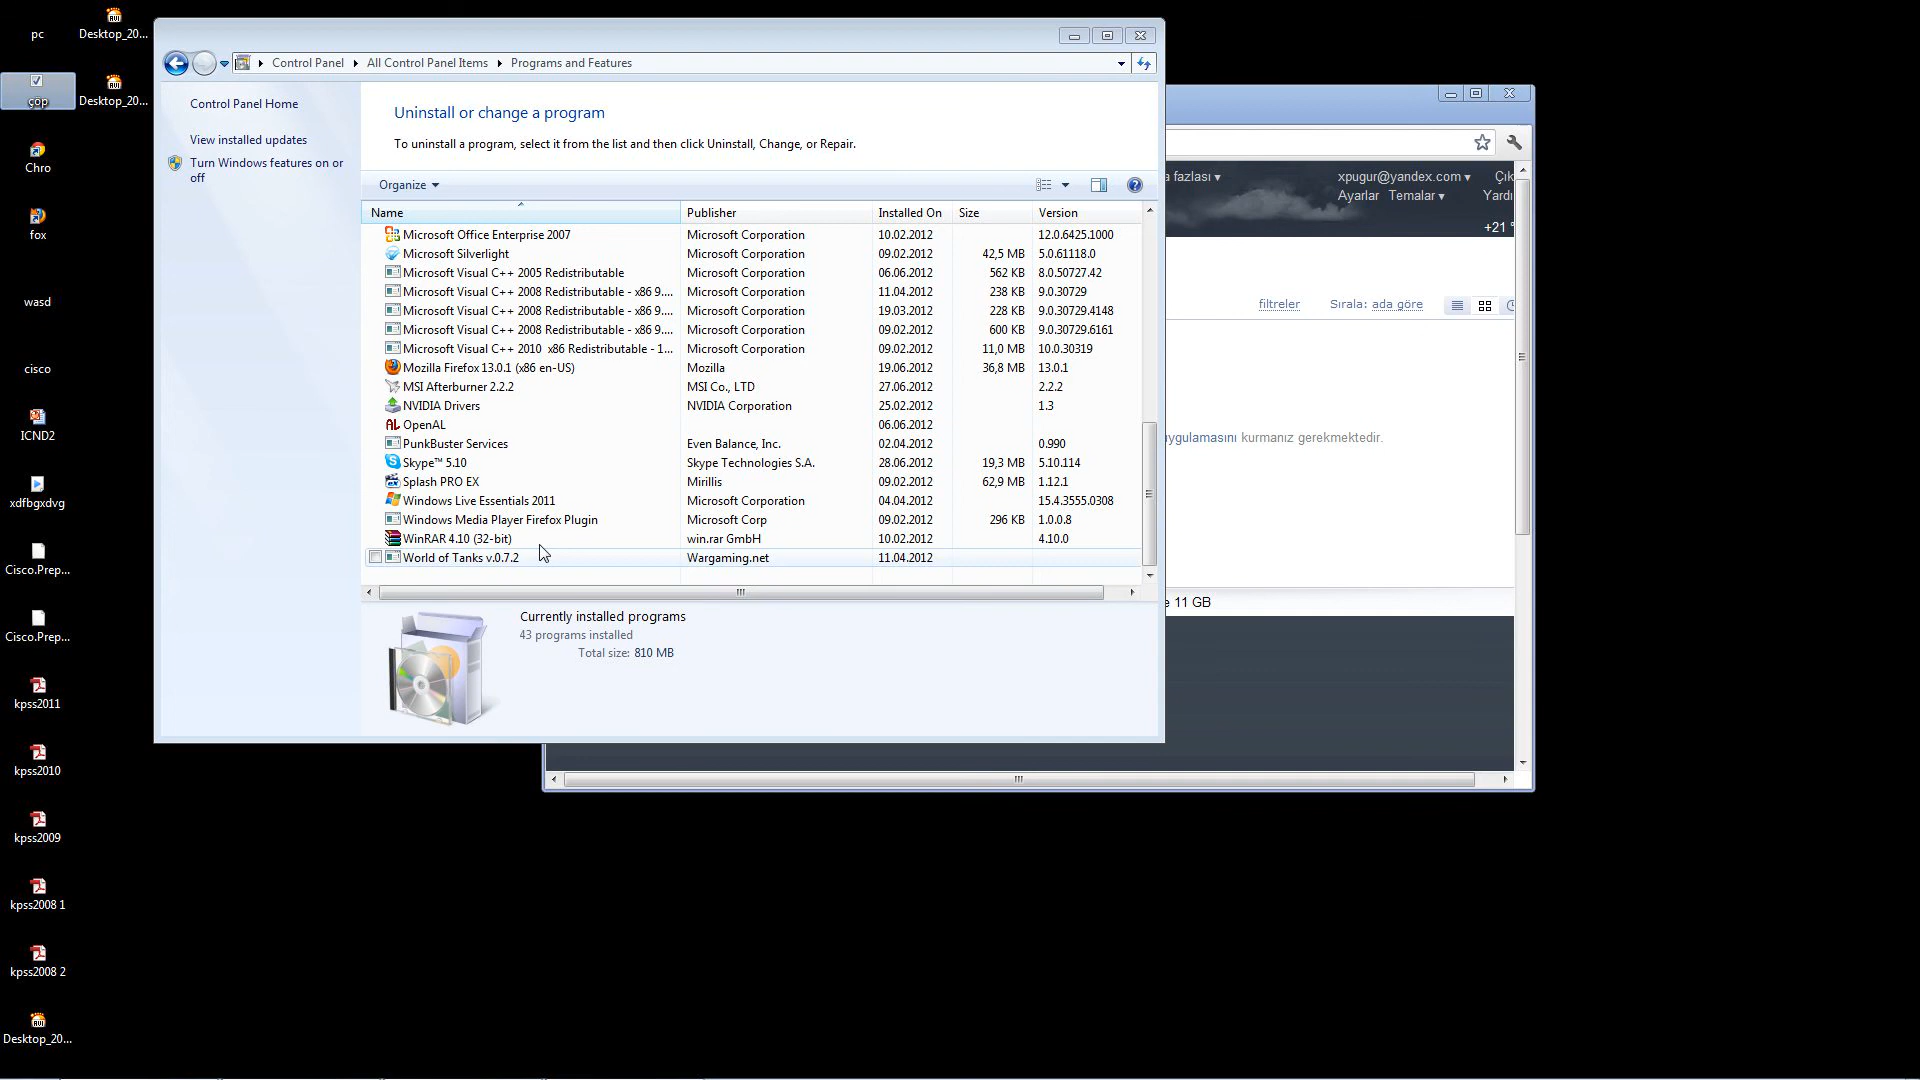 pc
Desktop_20...
çöp
Desktop_20...
Chro
fox
wasd
cisco
ICND2
xdfbgxdvg
Cisco.Prep...
Cisco.Prep...
kpss2011
kpss2010
kpss2009
kpss2008 1
kpss2008 2
Desktop_20...
Control Panel
All Control Panel Items
Programs and Features
Control Panel Home
View installed updates
Turn Windows features on or
off
Uninstall or change a program
To uninstall a program, select it from the list and then click Uninstall, Change, or Repair.
Organize
Name Publisher Installed On Size Version
Microsoft Office Enterprise 2007 Microsoft Corporation 10.02.2012 12.0.6425.1000
Microsoft Silverlight Microsoft Corporation 09.02.2012 42,5 MB 5.0.61118.0
Microsoft Visual C++ 2005 Redistributable Microsoft Corporation 06.06.2012 562 KB 8.0.50727.42
Microsoft Visual C++ 2008 Redistributable - x86 9.... Microsoft Corporation 11.04.2012 238 KB 9.0.30729
Microsoft Visual C++ 2008 Redistributable - x86 9.... Microsoft Corporation 19.03.2012 228 KB 9.0.30729.4148
Microsoft Visual C++ 2008 Redistributable - x86 9.... Microsoft Corporation 09.02.2012 600 KB 9.0.30729.6161
Microsoft Visual C++ 2010 x86 Redistributable - 1... Microsoft Corporation 09.02.2012 11,0 MB 10.0.30319
Mozilla Firefox 13.0.1 (x86 en-US) Mozilla 19.06.2012 36,8 MB 13.0.1
MSI Afterburner 2.2.2 MSI Co., LTD 27.06.2012 2.2.2
NVIDIA Drivers NVIDIA Corporation 25.02.2012 1.3
OpenAL 06.06.2012
PunkBuster Services Even Balance, Inc. 02.04.2012 0.990
Skype™ 5.10 Skype Technologies S.A. 28.06.2012 19,3 MB 5.10.114
Splash PRO EX Mirillis 09.02.2012 62,9 MB 1.12.1
Windows Live Essentials 2011 Microsoft Corporation 04.04.2012 15.4.3555.0308
Windows Media Player Firefox Plugin Microsoft Corp 09.02.2012 296 KB 1.0.0.8
WinRAR 4.10 (32-bit) win.rar GmbH 10.02.2012 4.10.0
World of Tanks v.0.7.2 Wargaming.net 11.04.2012
Currently installed programs
43 programs installed
Total size: 810 MB
a fazlası
xpugur@yandex.com
Çık
Ayarlar Temalar Yardı
+21 °
filtreler Sırala: ada göre
uygulamasını kurmanız gerekmektedir.
e 11 GB